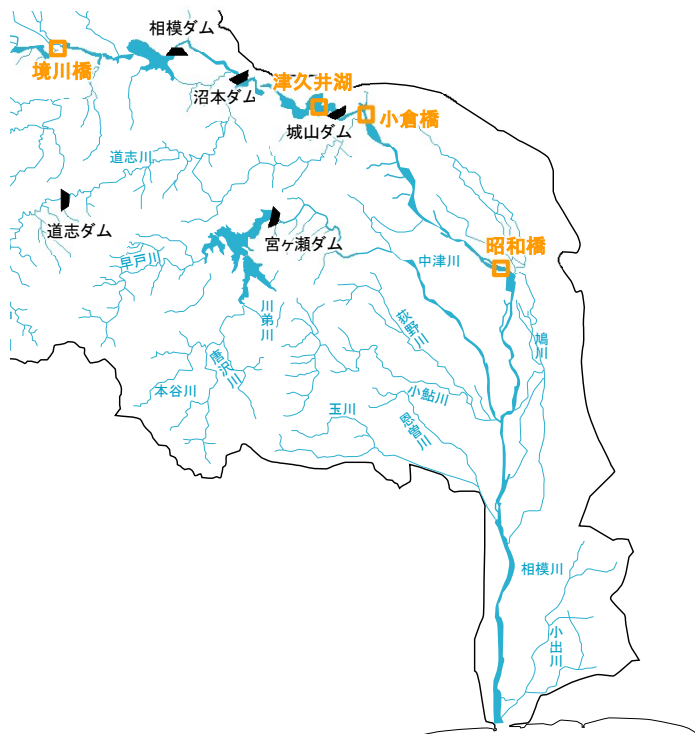 相模ダム
境川橋
沼本ダム
津久井湖
小倉橋
城山ダム
道志川
道志ダム
宮ヶ瀬ダム
早戸川
中津川
昭和橋
川弟川
荻野川
鳩川
唐沢川
本谷川
小鮎川
玉川
恩曽川
相模川
小出川